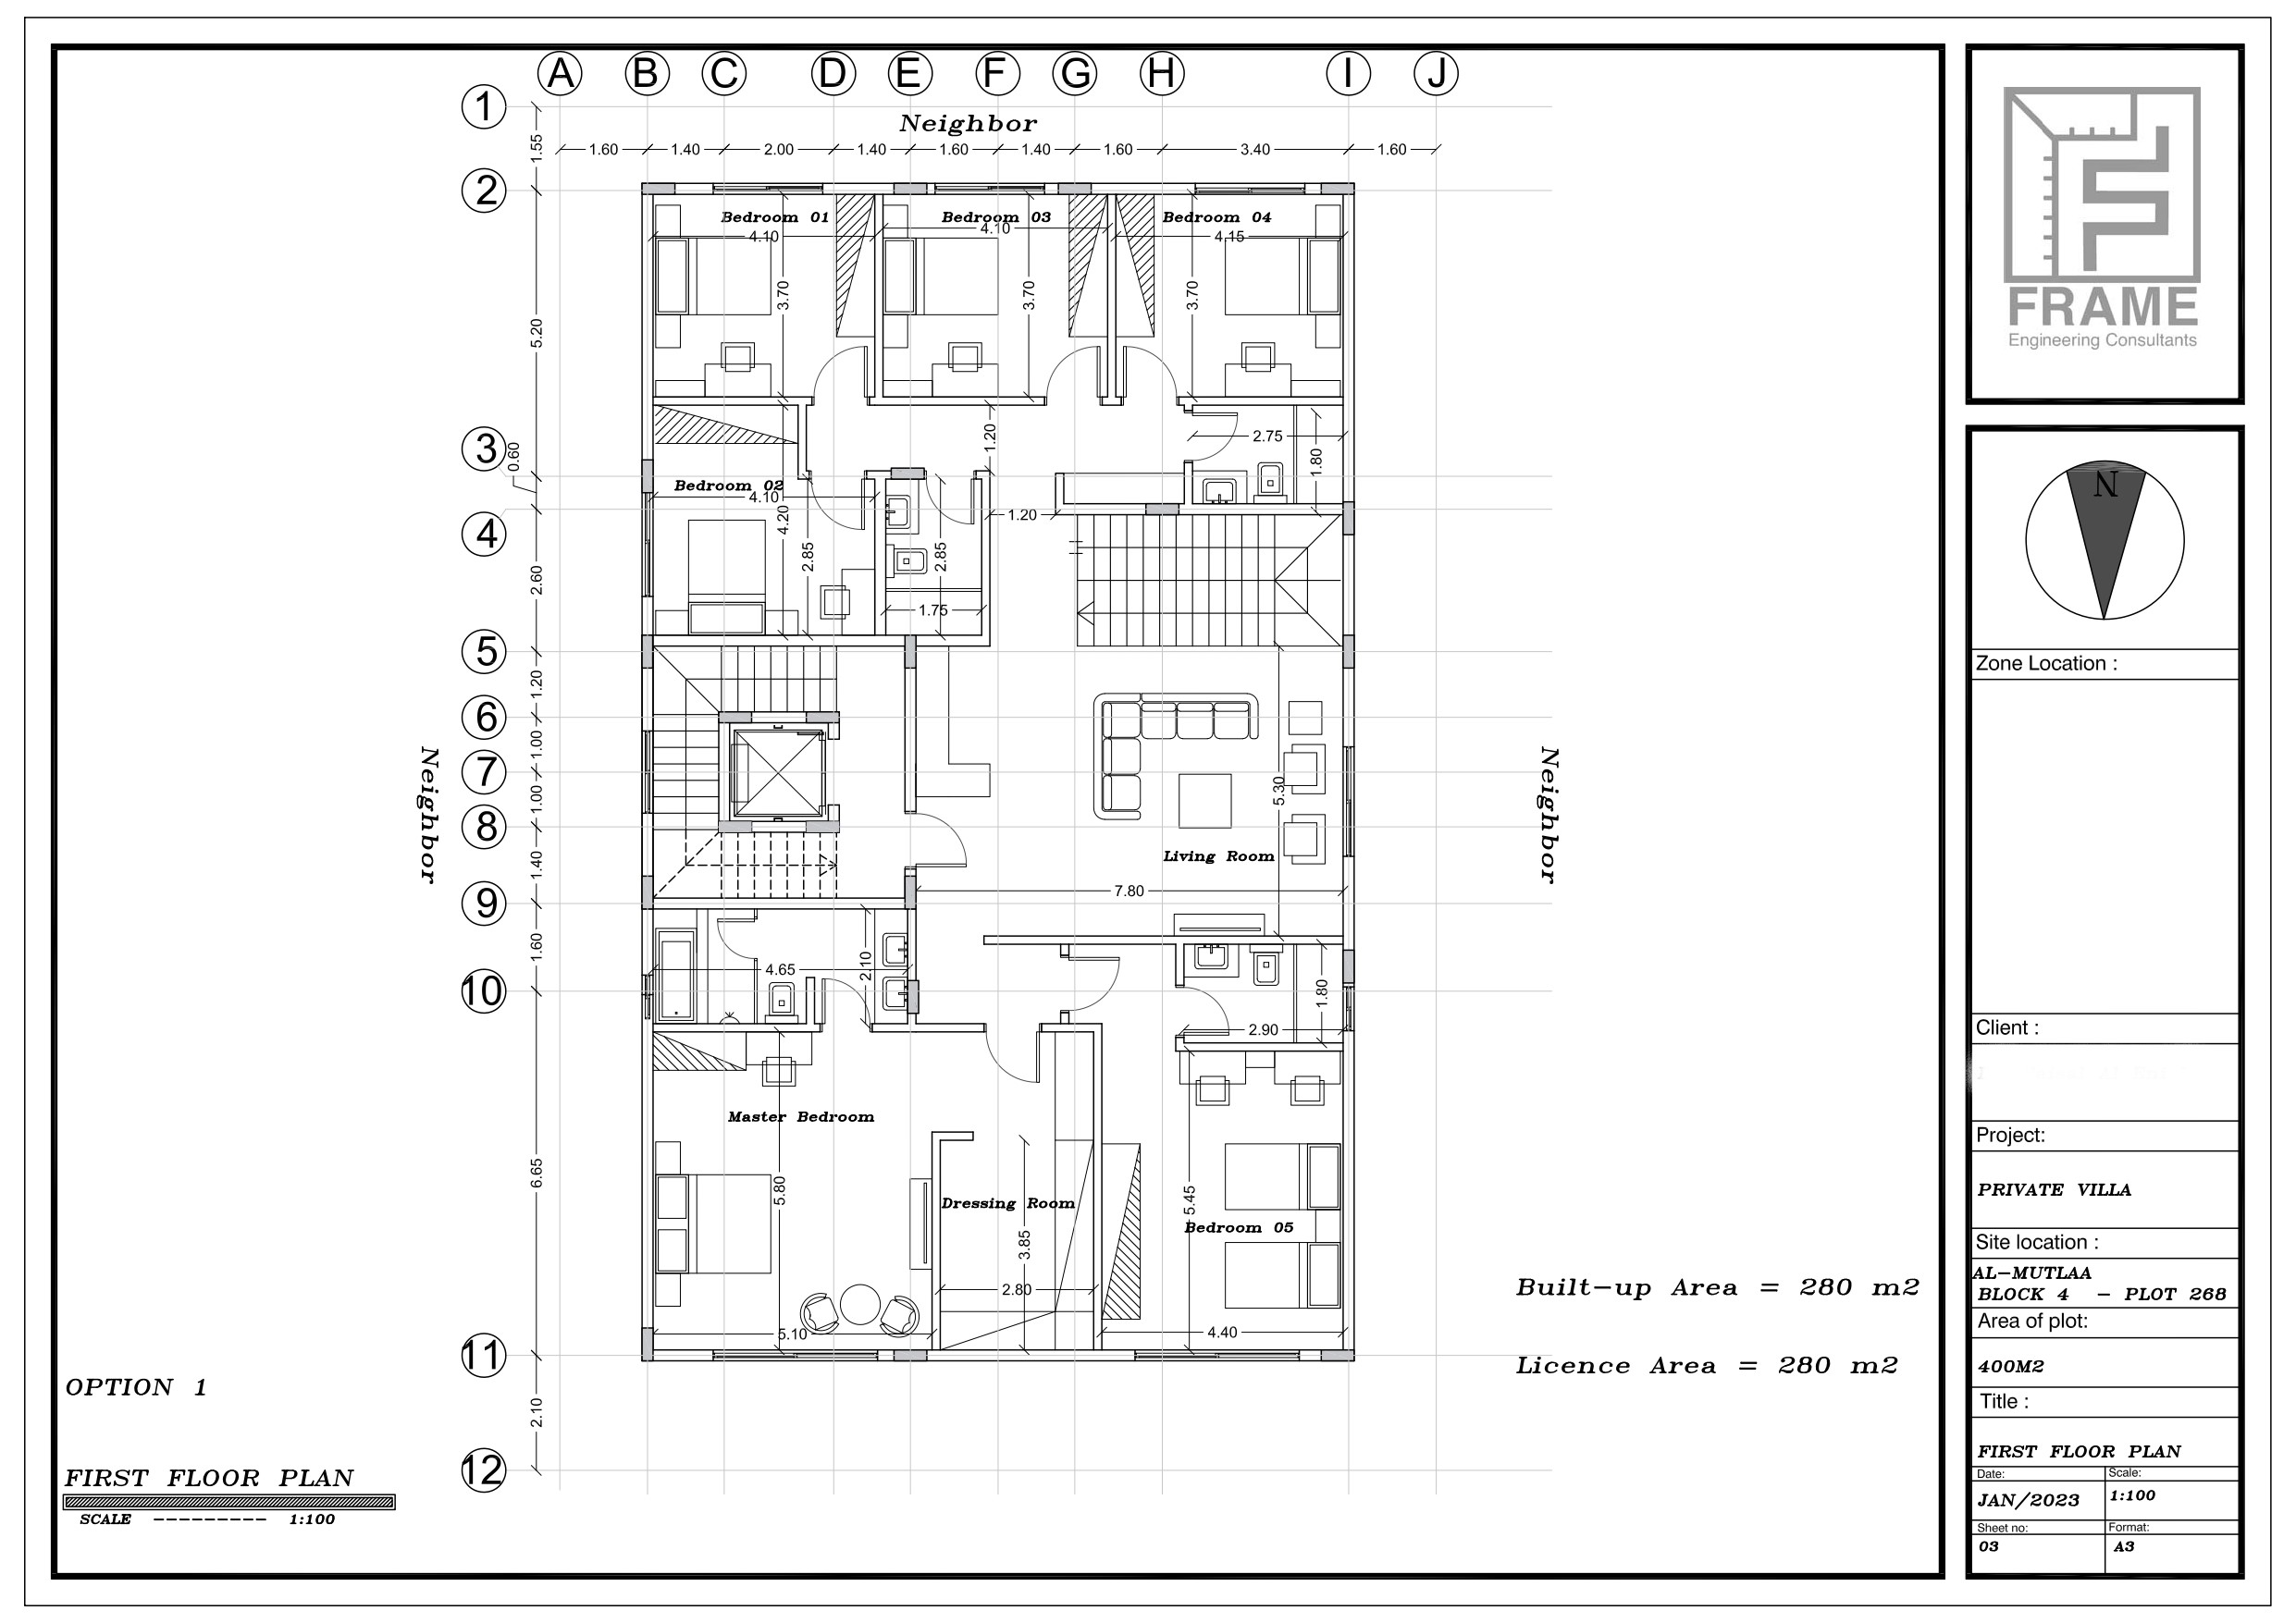 A B C D E F G H I J
1
Neighbor
1.60 1.40 2.00 1.40 1.60 1.40 1.60 3.40 1.60
1.55
2
Bedroom 01 Bedroom 03 Bedroom 04
4.10 4.10 4.15
3.70 3.70 3.70
5.20
1.20 2.75
3
0.60
1.80
Bedroom 02
4.10
4.20
4
1.20
2.85 2.85
2.60
1.75
5
1.20
6
1.00
7
Neighbor
Neighbor
5.30
1.00
8
Living Room
1.40
7.80
9
1.60
2.10
4.65
10
1.80
2.90
Master Bedroom
6.65
5.80
Dressing Room
5.45
Bedroom 05
3.85
2.80
5.10
4.40
11
2.10
12
Built-up Area = 280 m2
Licence Area = 280 m2
OPTION 1
FIRST FLOOR PLAN
SCALE --------- 1:100
FRAME
Engineering Consultants
N
Zone Location :
Client :
Project:
PRIVATE VILLA
Site location :
AL-MUTLAA
BLOCK 4 - PLOT 268
Area of plot:
400M2
Title :
FIRST FLOOR PLAN
Date: Scale:
JAN/2023 1:100
Sheet no: Format:
03 A3